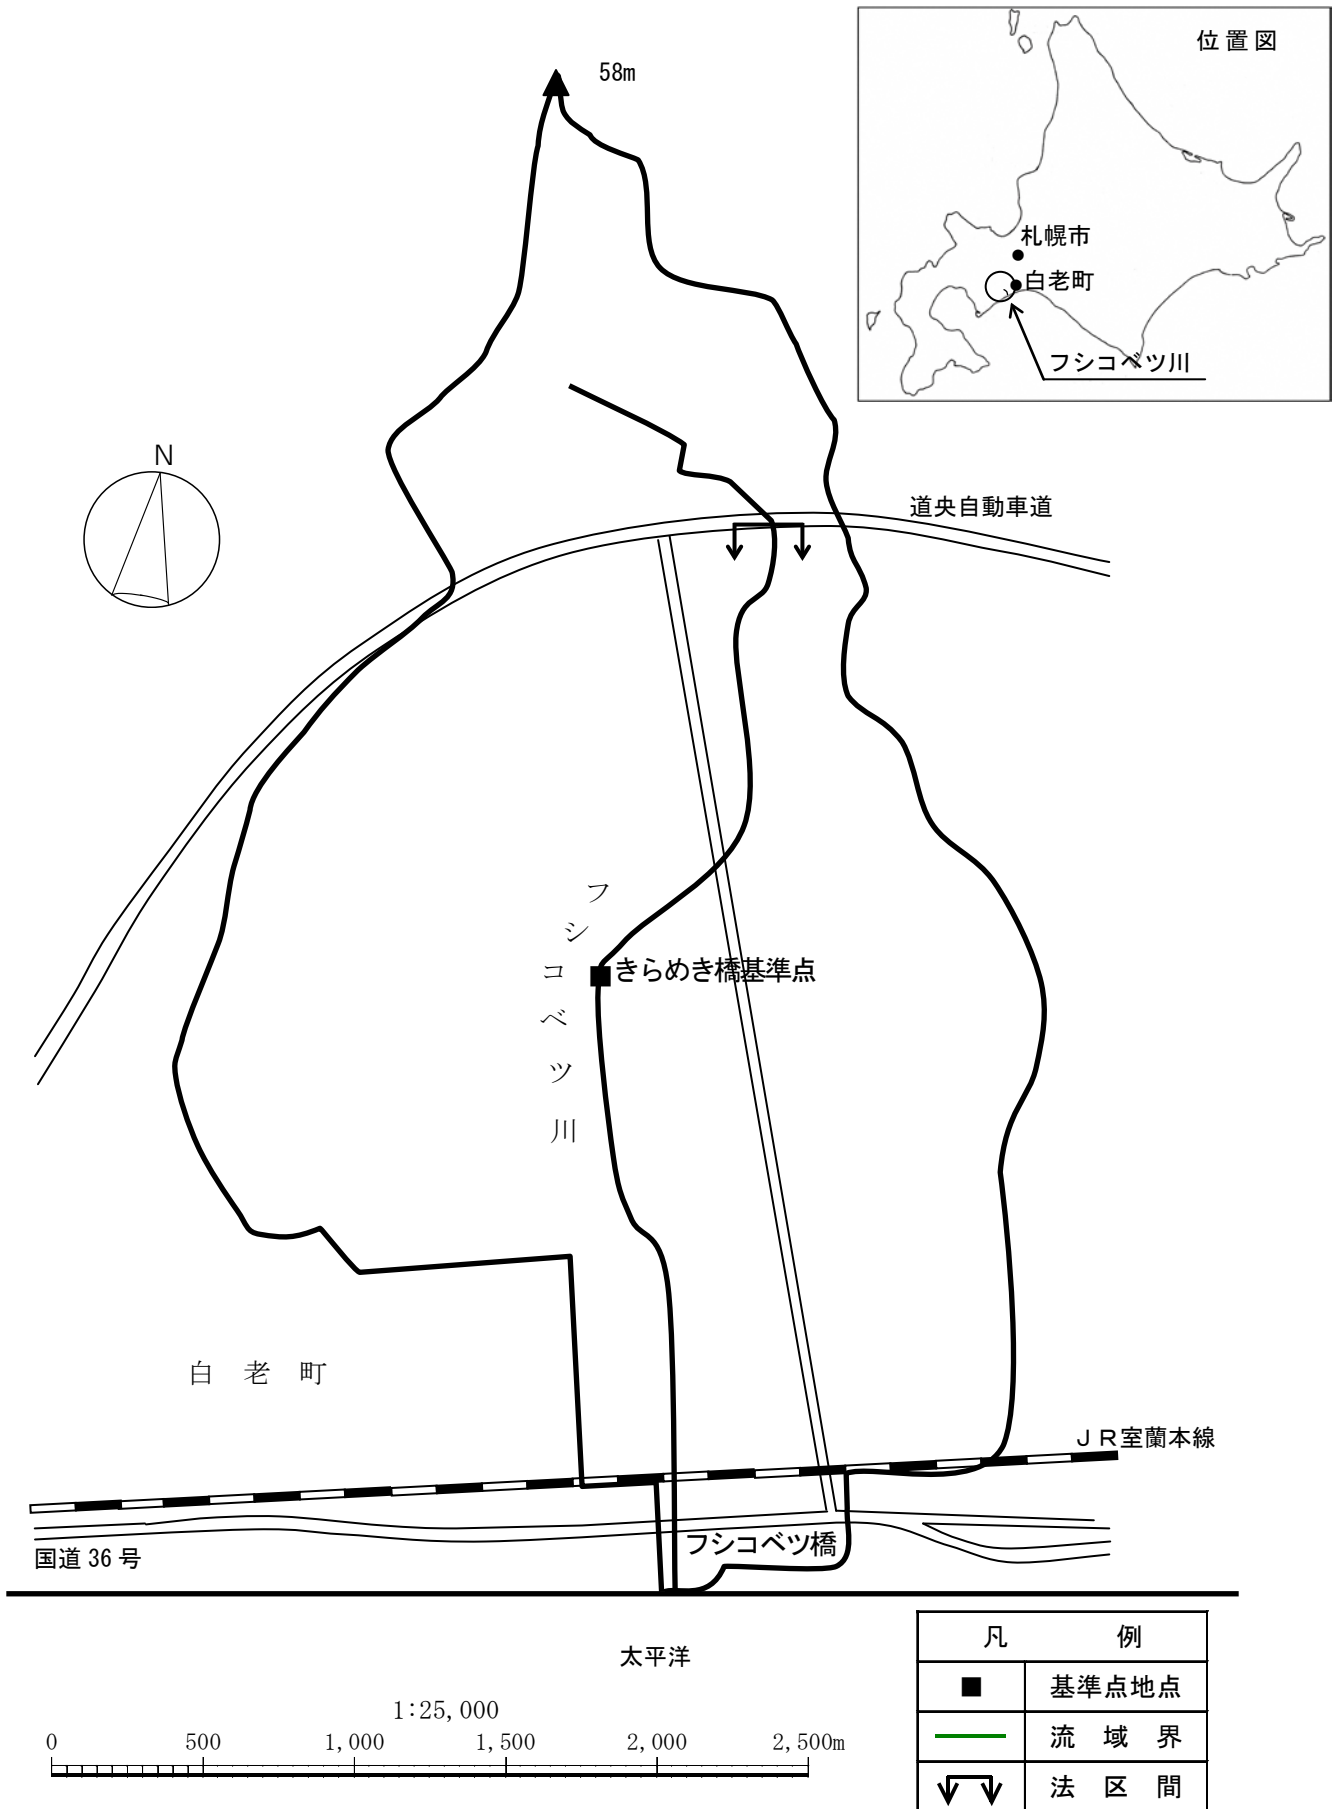 58m
位置図
札幌市
白老町
フシコベツ川
N
道央自動車道
フシコベツ川
きらめき橋基準点
白老町
ＪＲ室蘭本線
フシコベツ橋
国道36号
太平洋
1:25,000
0 500 1,000 1,500 2,000 2,500m
凡例
基準点地点
流域界
法区間